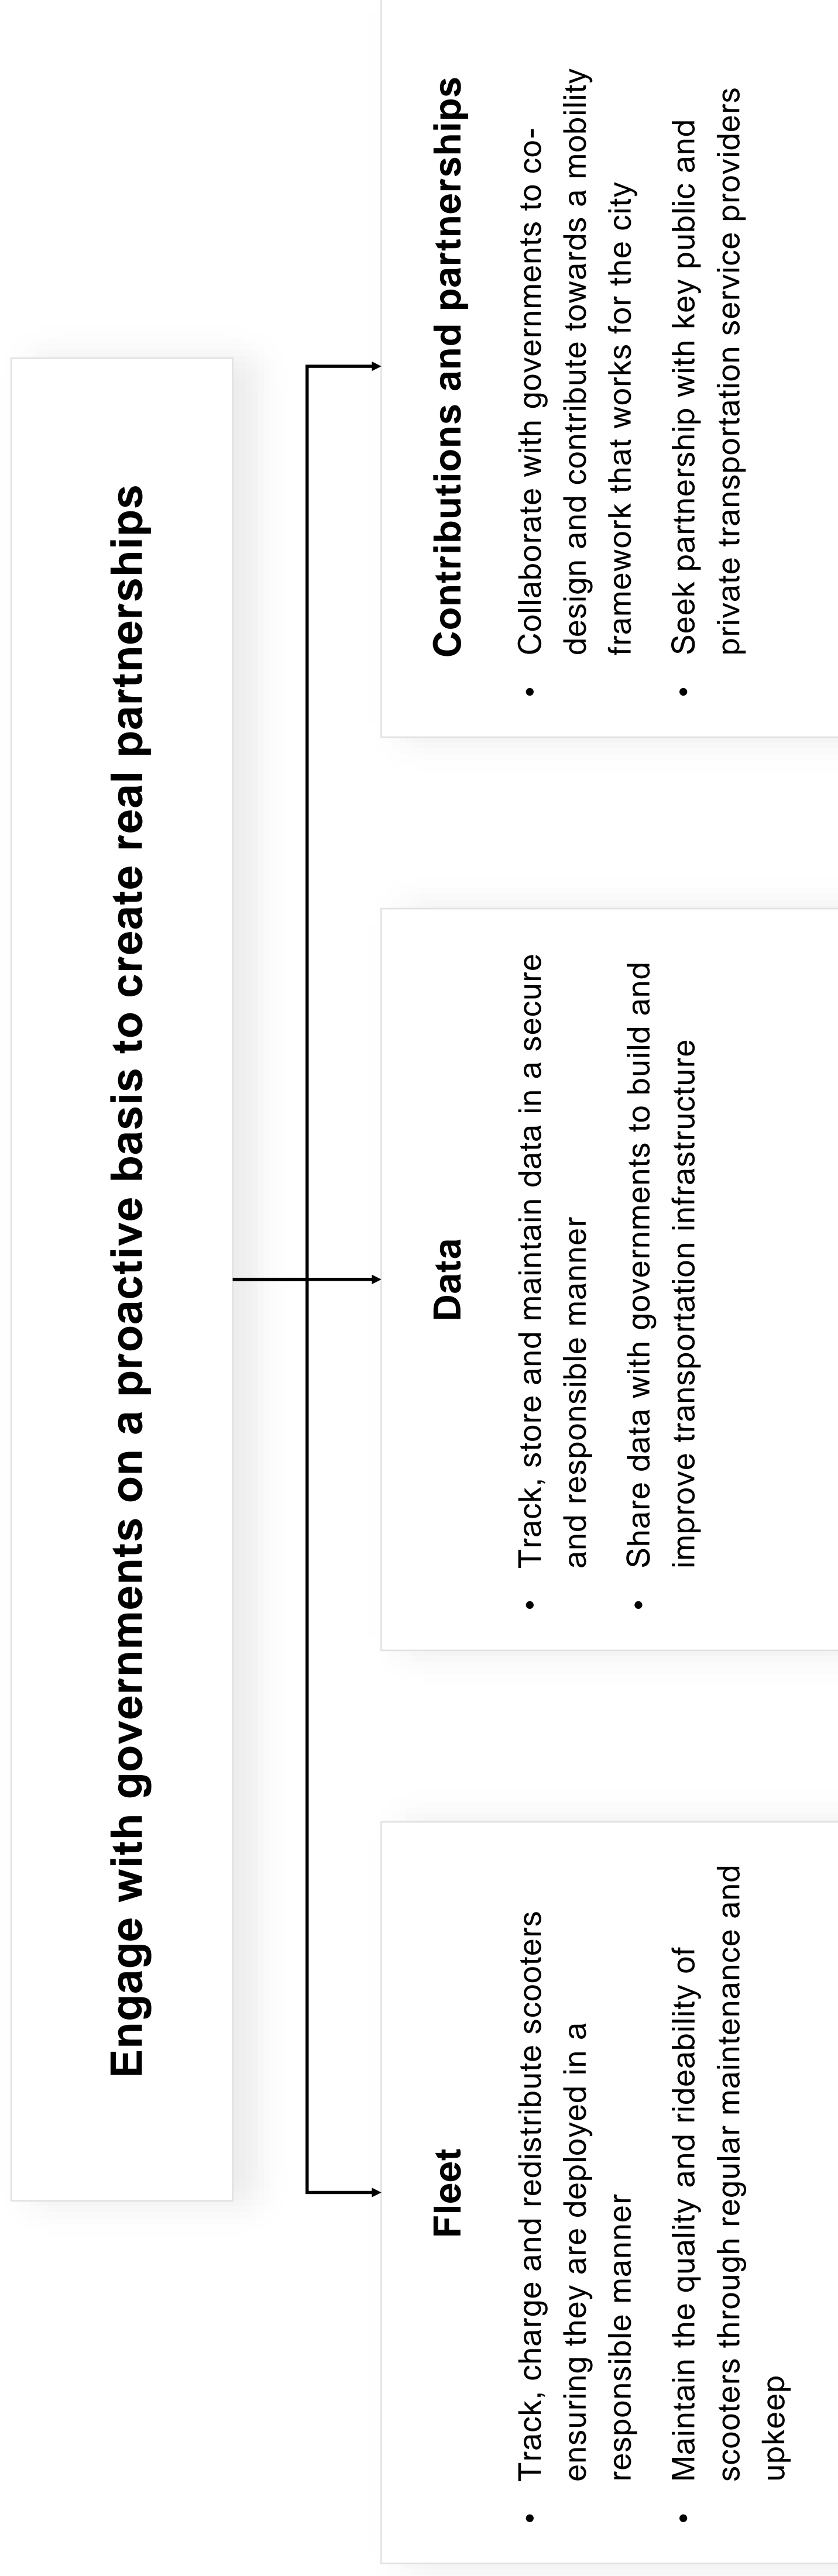 Engage with governments on a proactive basis to create real partnerships
Fleet
• Track, charge and redistribute scooters
ensuring they are deployed in a
responsible manner
• Maintain the quality and rideability of
scooters through regular maintenance and
upkeep
Data
• Track, store and maintain data in a secure
and responsible manner
• Share data with governments to build and
improve transportation infrastructure
Contributions and partnerships
• Collaborate with governments to co-
design and contribute towards a mobility
framework that works for the city
• Seek partnership with key public and
private transportation service providers